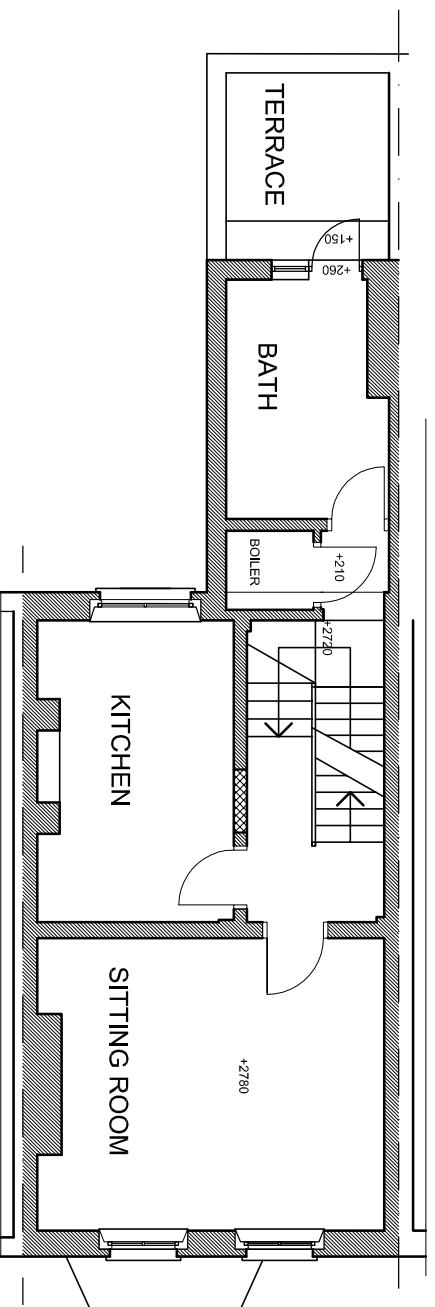 TERRACE
+150
+260
BATH
BOILER
+210
+2720
KITCHEN
SITTING ROOM
+2780